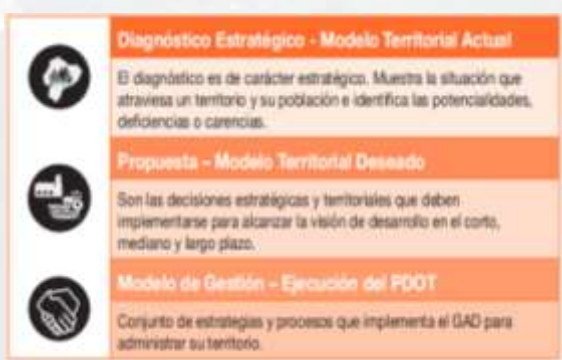 Diagnóstico Estratégico - Modelo Territorial Actual
El diagnóstico es de carácter estratégico. Muestra la situación que
atraviesa un territorio y su población e identifica las potencialidades,
deficiencias o carencias.
Propuesta – Modelo Territorial Deseado
Son las decisiones estratégicas y territoriales que deben
implementarse para alcanzar la visión de desarrollo en el corto,
mediano y largo plazo.
Modelo de Gestión – Ejecución del PDOT
Conjunto de estrategias y procesos que implementa el GAD para
administrar su territorio.